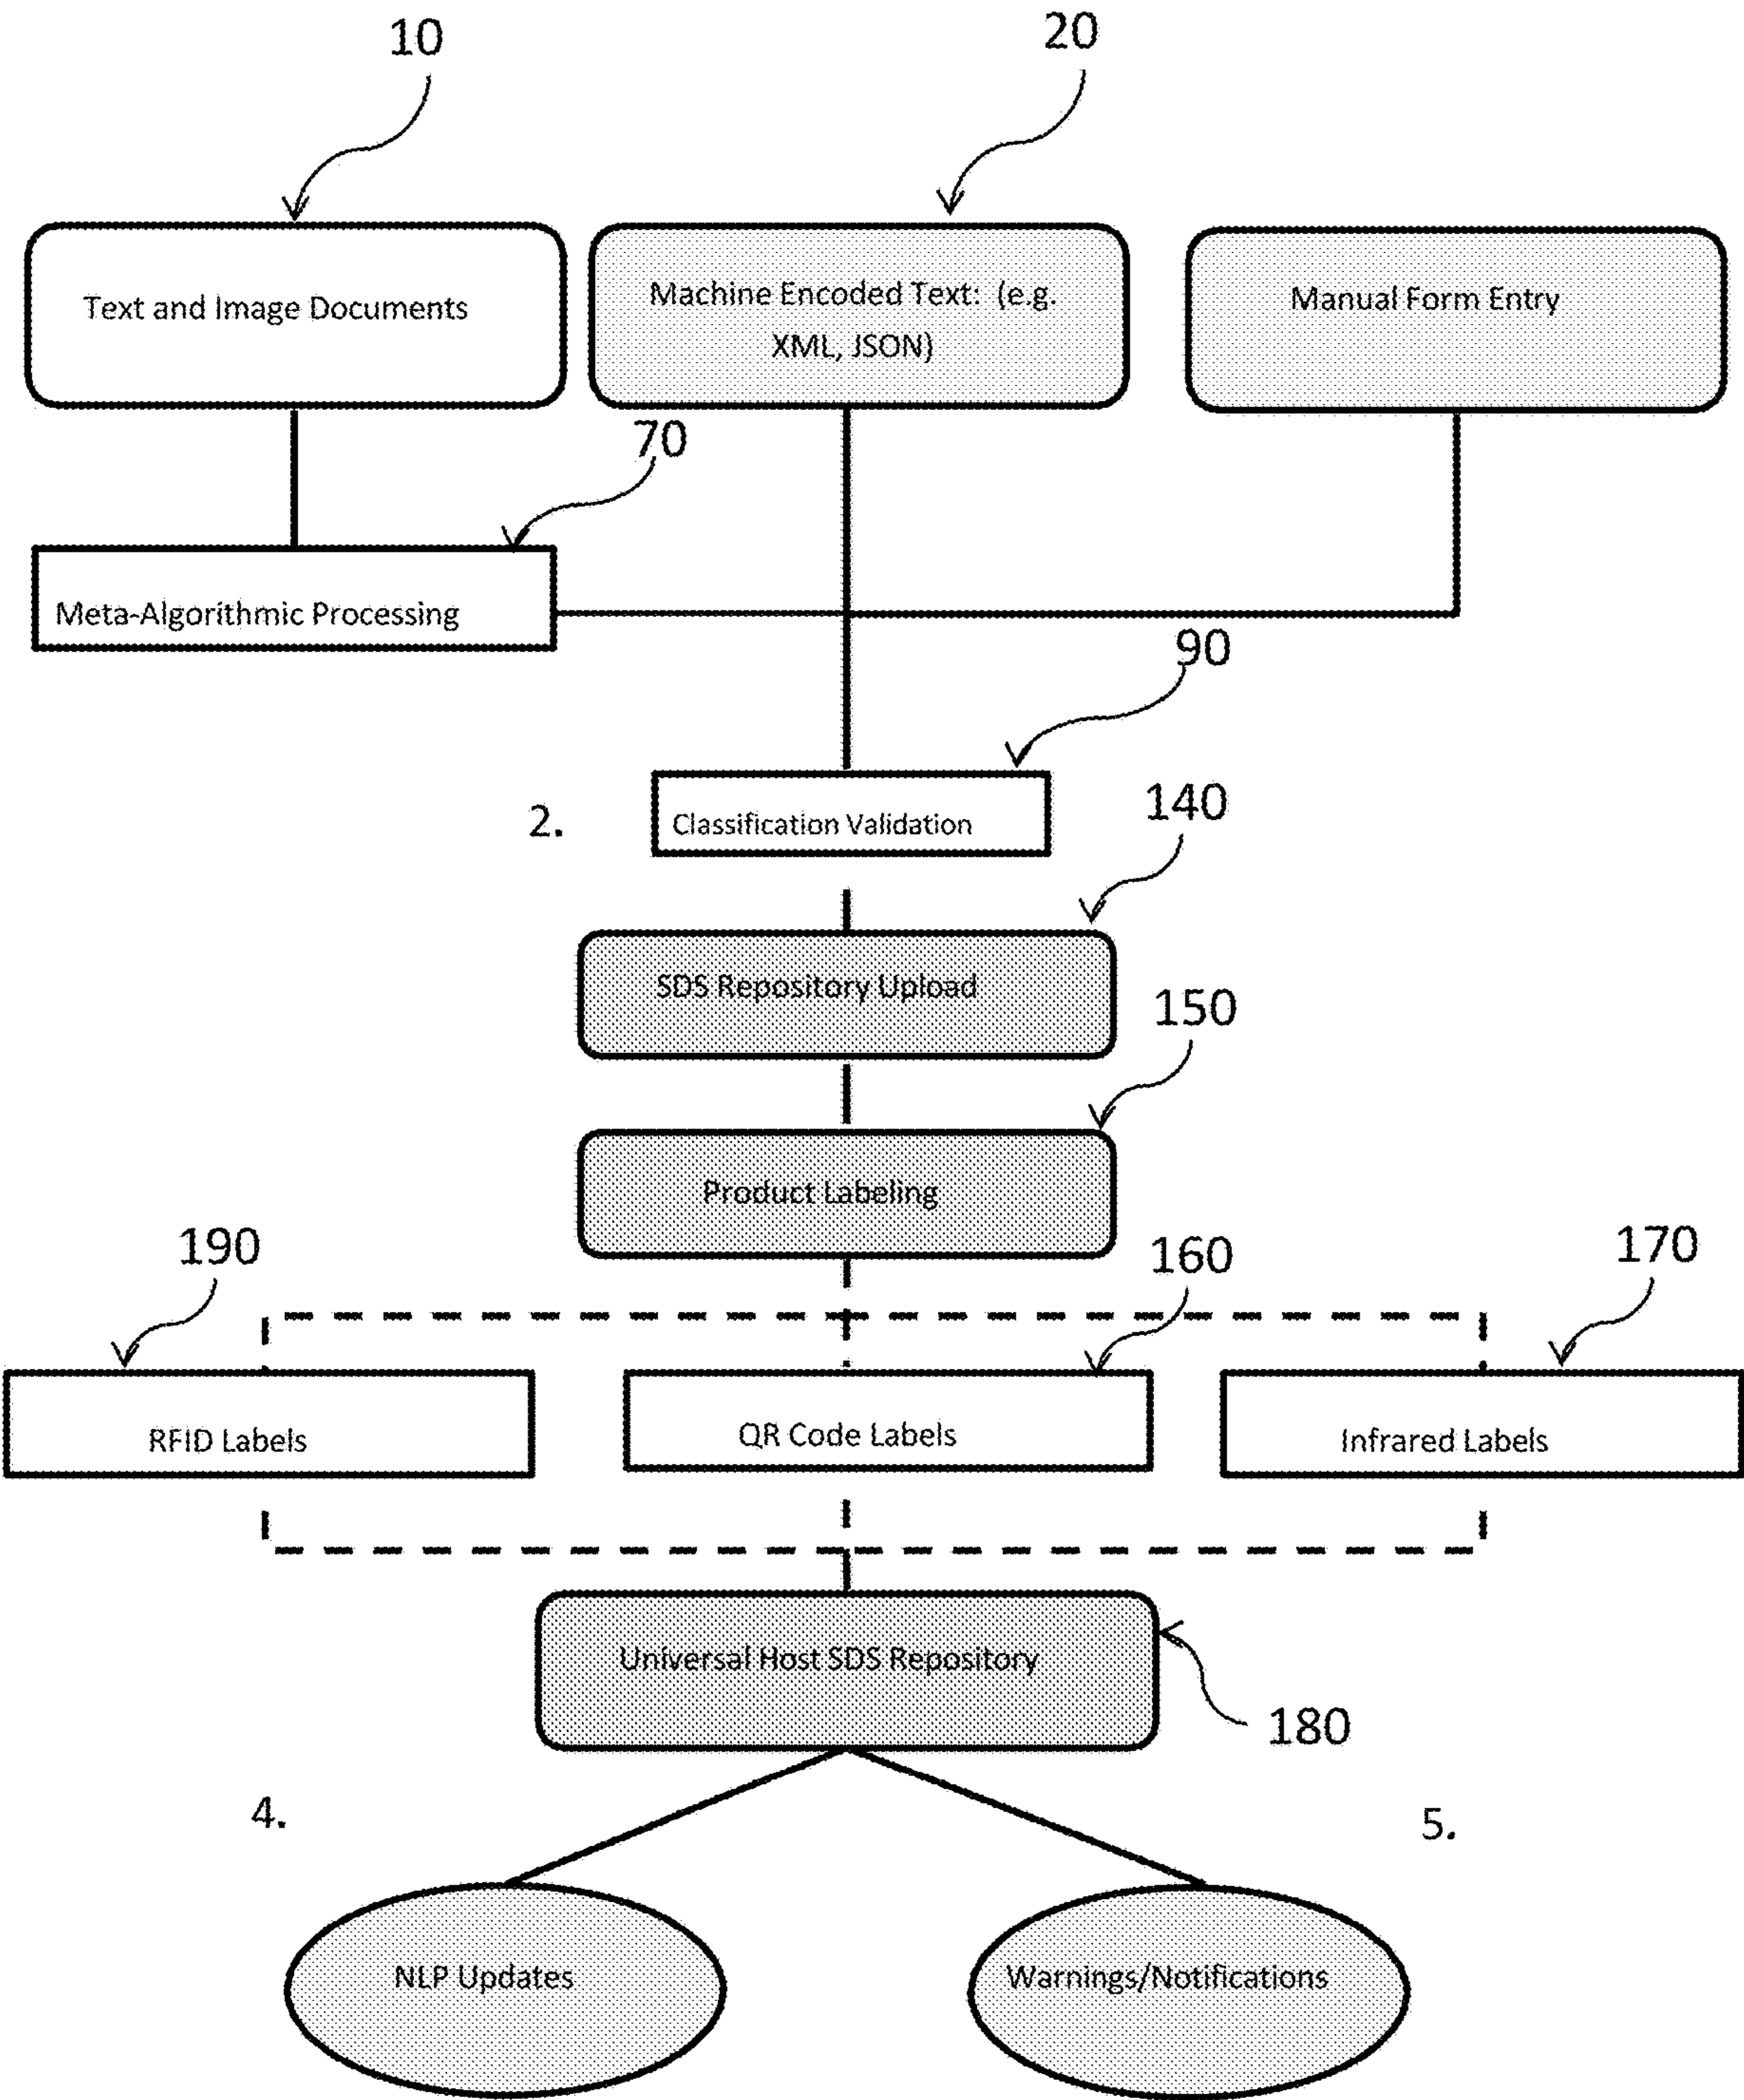 10
20
Text and Image Documents
Machine Encoded Text: (e.g.
XML, JSON)
Manual Form Entry
70
Meta-Algorithmic Processing
90
2.
Classification Validation
140
SDS Repository Upload
150
Product Labeling
190
160
170
RFID Labels
QR Code Labels
Infrared Labels
Universal Host SDS Repository
180
4.
5.
NLP Updates
Warnings/Notifications